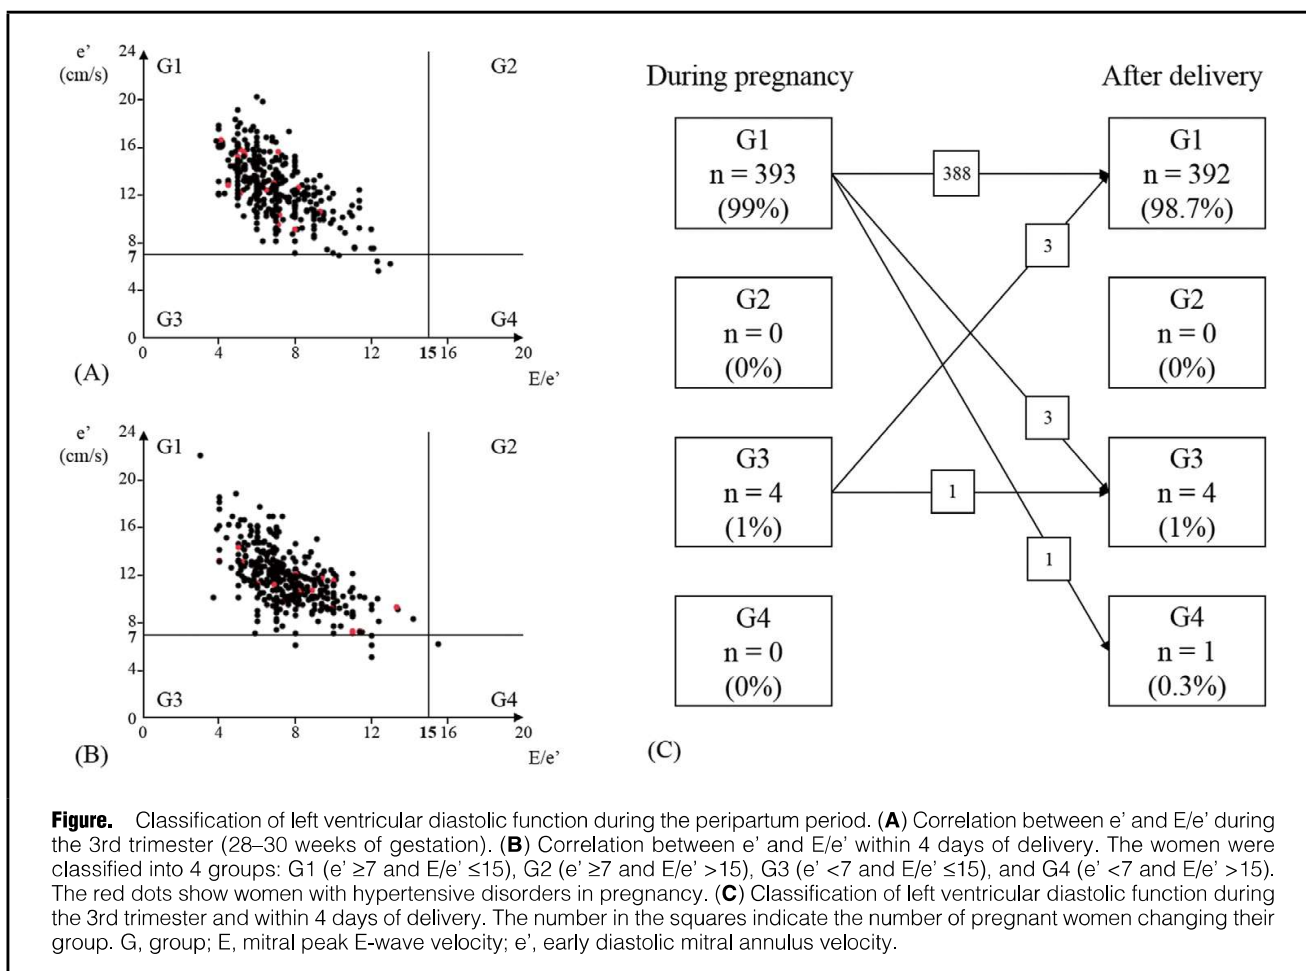 e’
(cm/s)
24
20
16
12
8
7
4
0
G1
G2
G3
G4
0 4 8 12 15 16 20
E/e’
(A)
e’
(cm/s)
24
20
16
12
8
7
4
0
G1
G2
G3
G4
0 4 8 12 15 16 20
E/e’
(B)
During pregnancy
After delivery
G1
n = 393
(99%)
G2
n = 0
(0%)
G3
n = 4
(1%)
G4
n = 0
(0%)
388
3
3
1
1
G1
n = 392
(98.7%)
G2
n = 0
(0%)
G3
n = 4
(1%)
G4
n = 1
(0.3%)
(C)
Figure. Classification of left ventricular diastolic function during the peripartum period. (A) Correlation between e’ and E/e’ during
the 3rd trimester (28–30 weeks of gestation). (B) Correlation between e’ and E/e’ within 4 days of delivery. The women were
classified into 4 groups: G1 (e’ ≥7 and E/e’ ≤15), G2 (e’ ≥7 and E/e’ >15), G3 (e’ <7 and E/e’ ≤15), and G4 (e’ <7 and E/e’ >15).
The red dots show women with hypertensive disorders in pregnancy. (C) Classification of left ventricular diastolic function during
the 3rd trimester and within 4 days of delivery. The number in the squares indicate the number of pregnant women changing their
group. G, group; E, mitral peak E-wave velocity; e’, early diastolic mitral annulus velocity.